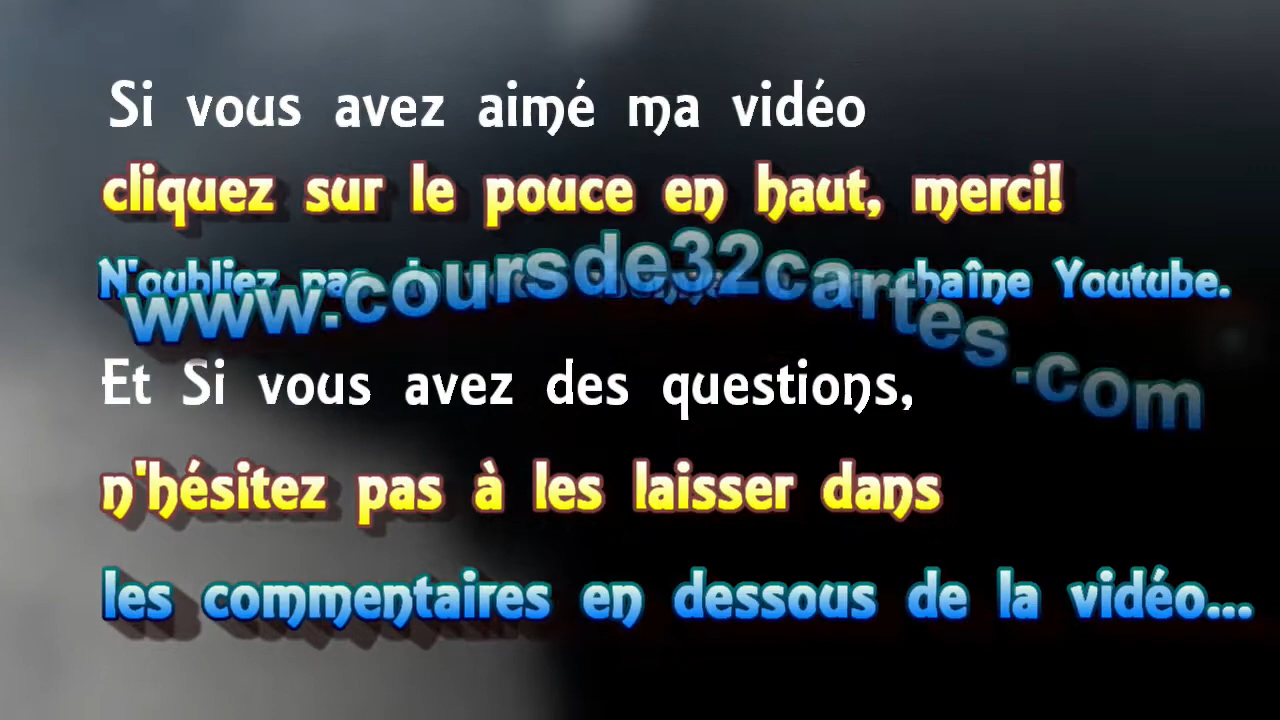 Si vous avez aimé ma vidéo
cliquez sur le pouce en haut, merci!
N'oubliez pas chaîne Youtube.
www.coursde32cartes.com
Et Si vous avez des questions,
n'hésitez pas à les laisser dans
les commentaires en dessous de la vidéo...